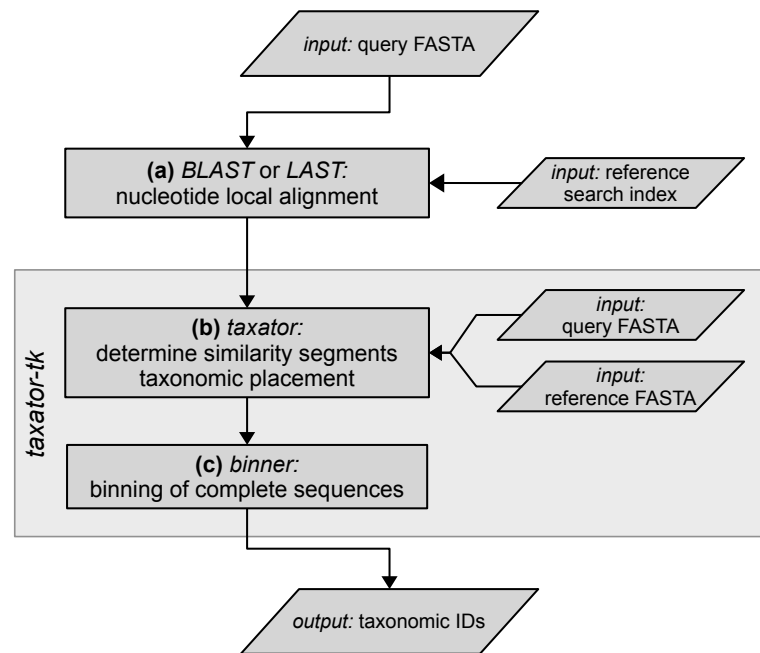 input: query FASTA
(a) BLAST or LAST:
nucleotide local alignment
input: reference
search index
taxator-tk
(b) taxator:
determine similarity segments
taxonomic placement
input:
query FASTA
input:
reference FASTA
(c) binner:
binning of complete sequences
output: taxonomic IDs